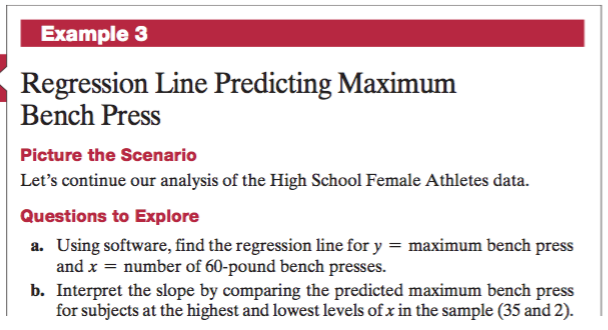 Example 3
Regression Line Predicting Maximum
Bench Press
Picture the Scenario
Let's continue our analysis of the High School Female Athletes data.
Questions to Explore
a. Using software, find the regression line for y = maximum bench press
and x = number of 60-pound bench presses.
b. Interpret the slope by comparing the predicted maximum bench press
for subjects at the highest and lowest levels of x in the sample (35 and 2).